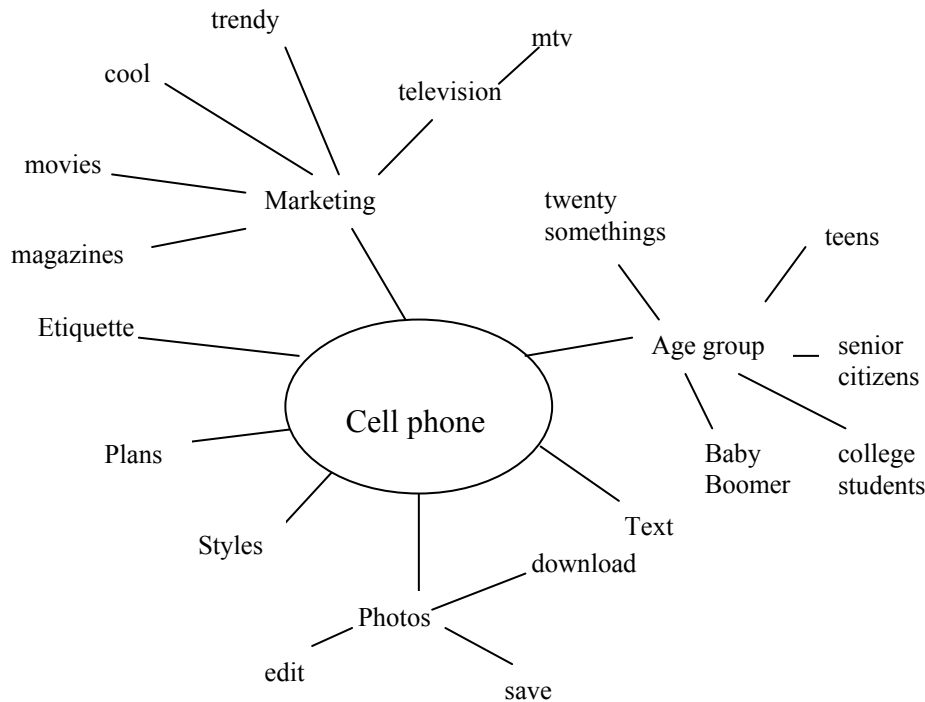 trendy
mtv
cool
television
movies
Marketing
twenty
somethings
teens
magazines
Etiquette
Age group
senior
citizens
Cell phone
Plans
Baby
Boomer
college
students
Text
Styles
download
Photos
edit
save